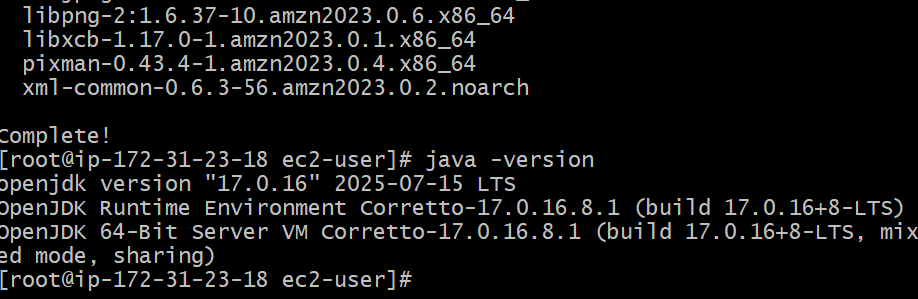 libpng-2:1.6.37-10.amzn2023.0.6.x86_64
libxcb-1.17.0-1.amzn2023.0.1.x86_64
pixman-0.43.4-1.amzn2023.0.4.x86_64
xml-common-0.6.3-56.amzn2023.0.2.noarch
Complete!
[root@ip-172-31-23-18 ec2-user]# java -version
openjdk version "17.0.16" 2025-07-15 LTS
OpenJDK Runtime Environment Corretto-17.0.16.8.1 (build 17.0.16+8-LTS)
OpenJDK 64-Bit Server VM Corretto-17.0.16.8.1 (build 17.0.16+8-LTS, mix
ed mode, sharing)
[root@ip-172-31-23-18 ec2-user]#